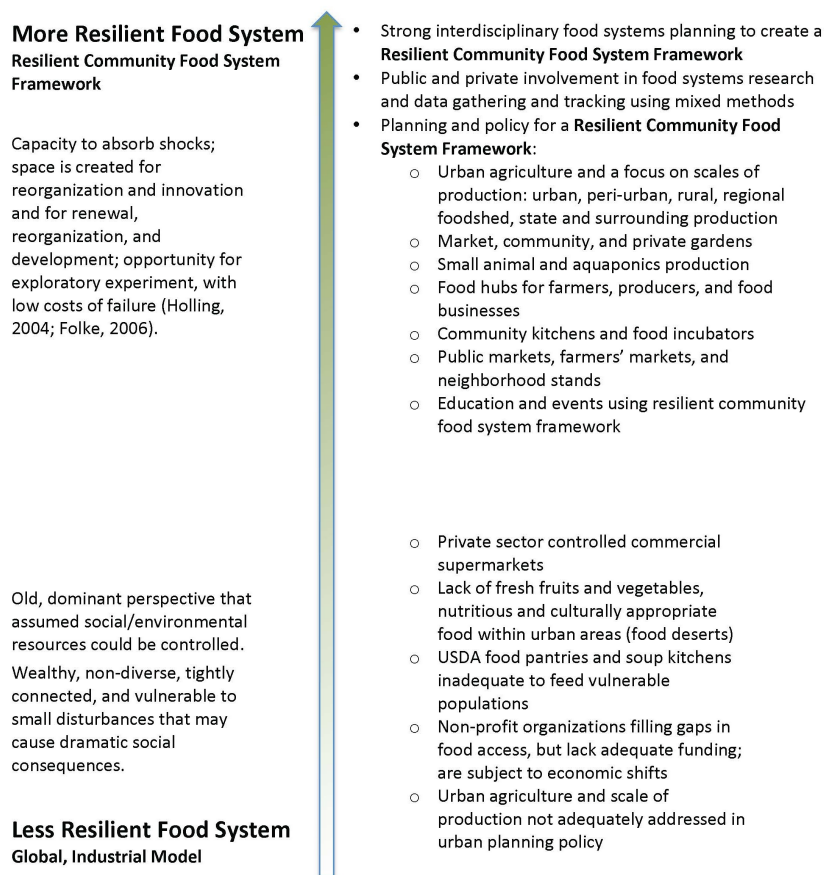 More Resilient Food System
Resilient Community Food System
Framework
Capacity to absorb shocks;
space is created for
reorganization and innovation
and for renewal,
reorganization, and
development; opportunity for
exploratory experiment, with
low costs of failure (Holling,
2004; Folke, 2006).
Old, dominant perspective that
assumed social/environmental
resources could be controlled.
Wealthy, non-diverse, tightly
connected, and vulnerable to
small disturbances that may
cause dramatic social
consequences.
Less Resilient Food System
Global, Industrial Model
• Strong interdisciplinary food systems planning to create a
Resilient Community Food System Framework
• Public and private involvement in food systems research
and data gathering and tracking using mixed methods
• Planning and policy for a Resilient Community Food
System Framework:
o Urban agriculture and a focus on scales of
production: urban, peri-urban, rural, regional
foodshed, state and surrounding production
o Market, community, and private gardens
o Small animal and aquaponics production
o Food hubs for farmers, producers, and food
businesses
o Community kitchens and food incubators
o Public markets, farmers’ markets, and
neighborhood stands
o Education and events using resilient community
food system framework
o Private sector controlled commercial
supermarkets
o Lack of fresh fruits and vegetables,
nutritious and culturally appropriate
food within urban areas (food deserts)
o USDA food pantries and soup kitchens
inadequate to feed vulnerable
populations
o Non-profit organizations filling gaps in
food access, but lack adequate funding;
are subject to economic shifts
o Urban agriculture and scale of
production not adequately addressed in
urban planning policy